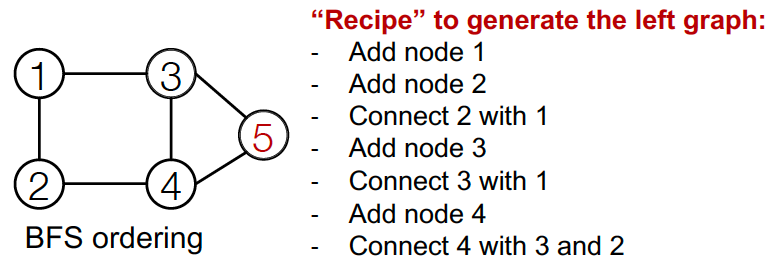 “Recipe” to generate the left graph:
- Add node 1
- Add node 2
- Connect 2 with 1
- Add node 3
- Connect 3 with 1
- Add node 4
- Connect 4 with 3 and 2
1
3
5
2
4
BFS ordering